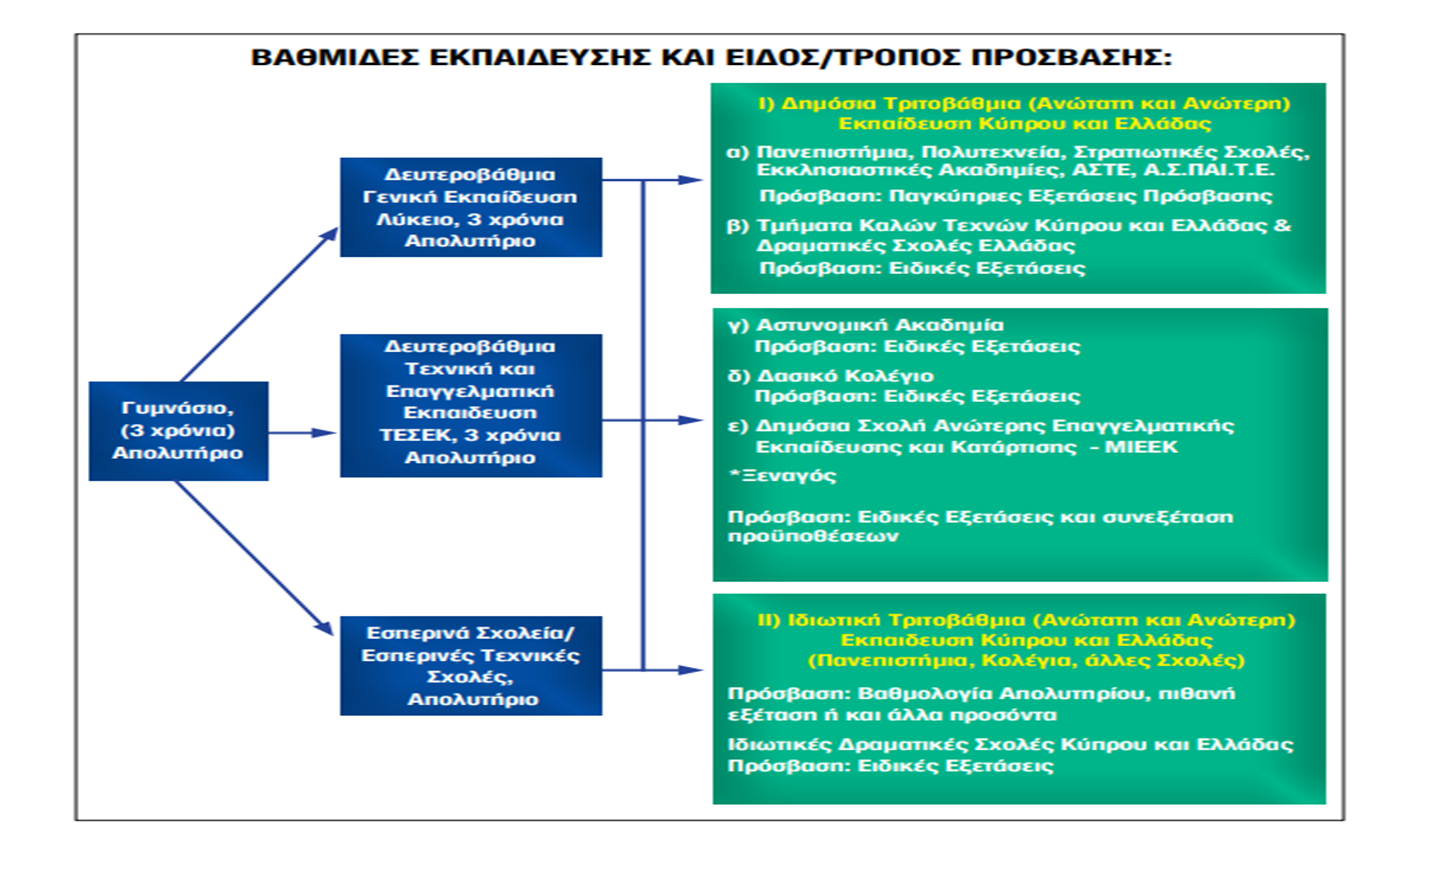 ΒΑΘΜΙΔΕΣ ΕΚΠΑΙΔΕΥΣΗΣ ΚΑΙ ΕΙΔΟΣ/ΤΡΟΠΟΣ ΠΡΟΣΒΑΣΗΣ:
Γυμνάσιο,
(3 χρόνια)
Απολυτήριο
Δευτεροβάθμια
Γενική Εκπαίδευση
Λύκειο, 3 χρόνια
Απολυτήριο
Δευτεροβάθμια
Τεχνική και
Επαγγελματική
Εκπαιδευση
ΤΕΣΕΚ, 3 χρόνια
Απολυτήριο
Εσπερινά Σχολεία/
Εσπερινές Τεχνικές
Σχολές,
Απολυτήριο
Ι) Δημόσια Τριτοβάθμια (Ανώτατη και Ανώτερη)
Εκπαίδευση Κύπρου και Ελλάδας
α) Πανεπιστήμια, Πολυτεχνεία, Στρατιωτικές Σχολές,
Εκκλησιαστικές Ακαδημίες, ΑΣΤΕ, Α.Σ.ΠΑΙ.Τ.Ε.
Πρόσβαση: Παγκύπριες Εξετάσεις Πρόσβασης
β) Τμήματα Καλών Τεχνών Κύπρου και Ελλάδας &
Δραματικές Σχολές Ελλάδας
Πρόσβαση: Ειδικές Εξετάσεις
γ) Αστυνομική Ακαδημία
Πρόσβαση: Ειδικές Εξετάσεις
δ) Δασικό Κολέγιο
Πρόσβαση: Ειδικές Εξετάσεις
ε) Δημόσια Σχολή Ανώτερης Επαγγελματικής
Εκπαίδευσης και Κατάρτισης - ΜΙΕΕΚ
*Ξεναγός
Πρόσβαση: Ειδικές Εξετάσεις και συνεξέταση
προϋποθέσεων
ΙΙ) Ιδιωτική Τριτοβάθμια (Ανώτατη και Ανώτερη)
Εκπαιδευση Κύπρου και Ελλάδας
(Πανεπιστήμια, Κολέγια, άλλες Σχολές)
Πρόσβαση: Βαθμολογία Απολυτηρίου, πιθανή
εξέταση ή και άλλα προσόντα
Ιδιωτικές Δραματικές Σχολές Κύπρου και Ελλάδας
Πρόσβαση: Ειδικές Εξετάσεις